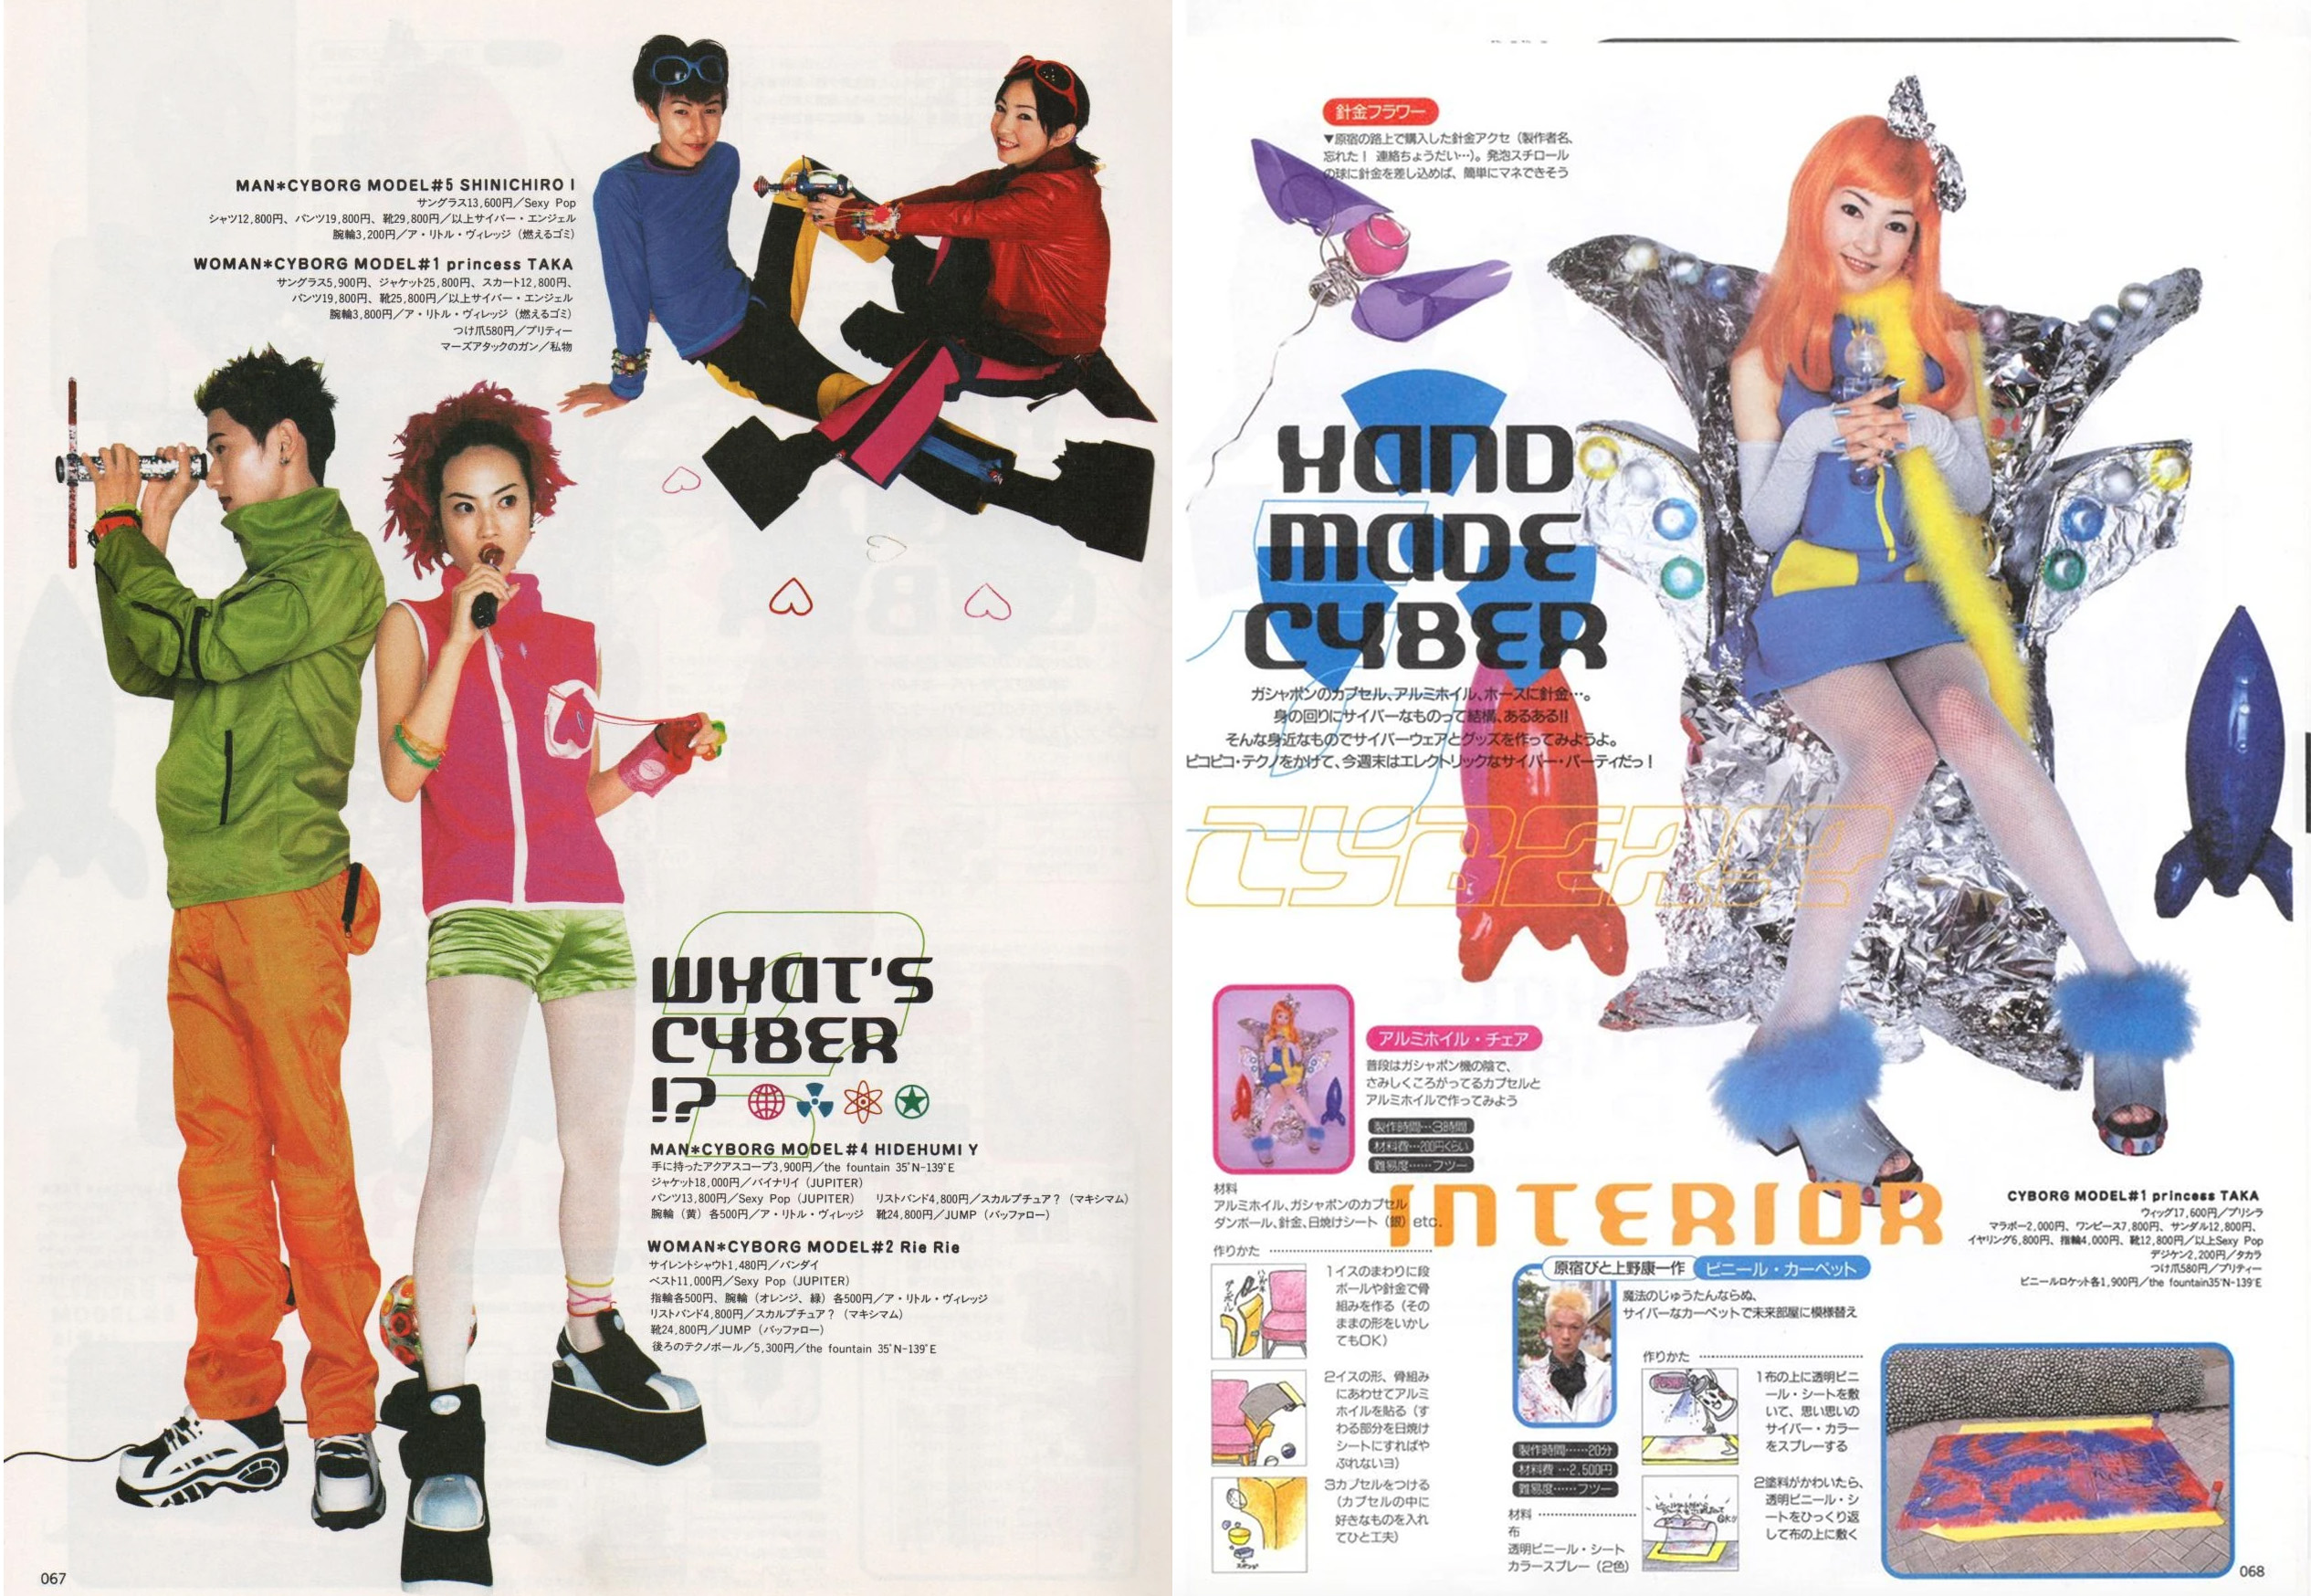 MAN*CYBORG MODEL#5 SHINICHIRO I
サングラス13,600円／Sexy Pop
シャツ12,800円、パンツ19,800円、靴29,800円／以上サイバー・エンジェル
腕輪3,200円／ア・リトル・ヴィレッジ（燃えるゴミ）
WOMAN*CYBORG MODEL#1 princess TAKA
サングラス5,900円、ジャケット25,800円、スカート12,800円、
パンツ19,800円、靴25,800円／以上サイバー・エンジェル
腕輪3,800円／ア・リトル・ヴィレッジ（燃えるゴミ）
つけ爪580円／プリティー
マーズアタックのガン／私物
WHAT'S
CYBER
!?
MAN*CYBORG MODEL#4 HIDEHUMI Y
手に持ったアクアスコープ3,900円／the fountain 35°N-139°E
ジャケット18,000円／バイナリイ（JUPITER）
パンツ13,800円／Sexy Pop（JUPITER） リストバンド4,800円／スカルプチュア？（マキシマム）
腕輪（黄）各500円／ア・リトル・ヴィレッジ 靴24,800円／JUMP（バッファロー）
WOMAN*CYBORG MODEL#2 Rie Rie
サイレントシャウト1,480円／バンダイ
ベスト11,000円／Sexy Pop（JUPITER）
指輪各500円、腕輪（オレンジ、緑）各500円／ア・リトル・ヴィレッジ
リストバンド4,800円／スカルプチュア？（マキシマム）
靴24,800円／JUMP（バッファロー）
後ろのテクノボール／5,300円／the fountain 35°N-139°E
067
針金フラワー
▼原宿の路上で購入した針金アクセ（製作者名、
忘れた！ 連絡ちょうだい…）。発泡スチロール
の球に針金を差し込めば、簡単にマネできそう
HAND
MADE
CYBER
ガシャポンのカプセル、アルミホイル、ホースに針金…。
身の回りにサイバーなものって結構、あるある!!
そんな身近なものでサイバーウェアとグッズを作ってみようよ。
ピコピコ・テクノをかけて、今週末はエレクトリックなサイバー・パーティだっ！
CYBER!?
アルミホイル・チェア
普段はガシャポン機の陰で、
さみしくころがってるカプセルと
アルミホイルで作ってみよう
製作時間…3時間
材料費…200円くらい
難易度……フツー
材料
アルミホイル、ガシャポンのカプセル
ダンボール、針金、日焼けシート（銀）etc.
作りかた
1イスのまわりに段
ボールや針金で骨
組みを作る（その
ままの形をいかし
てもOK）
2イスの形、骨組み
にあわせてアルミ
ホイルを貼る（す
わる部分を日焼け
シートにすればや
ぶれないヨ）
3カプセルをつける
（カプセルの中に
好きなものを入れ
てひと工夫）
INTERIOR
CYBORG MODEL#1 princess TAKA
ウィッグ17,600円／プリシラ
マラボー2,000円、ワンピース7,800円、サンダル12,800円、
イヤリング6,800円、指輪4,000円、靴12,800円／以上Sexy Pop
デジケン2,200円／タカラ
つけ爪580円／プリティー
ビニールロケット各1,900円／the fountain35°N-139°E
原宿びと上野康一作 ビニール・カーペット
魔法のじゅうたんならぬ、
サイバーなカーペットで未来部屋に模様替え
製作時間……20分
材料費…2,500円
難易度……フツー
材料
布
透明ビニール・シート
カラースプレー（2色）
作りかた
1布の上に透明ビニ
ール・シートを敷
いて、思い思いの
サイバー・カラー
をスプレーする
2塗料がかわいたら、
透明ビニール・シ
ートをひっくり返
して布の上に敷く
068